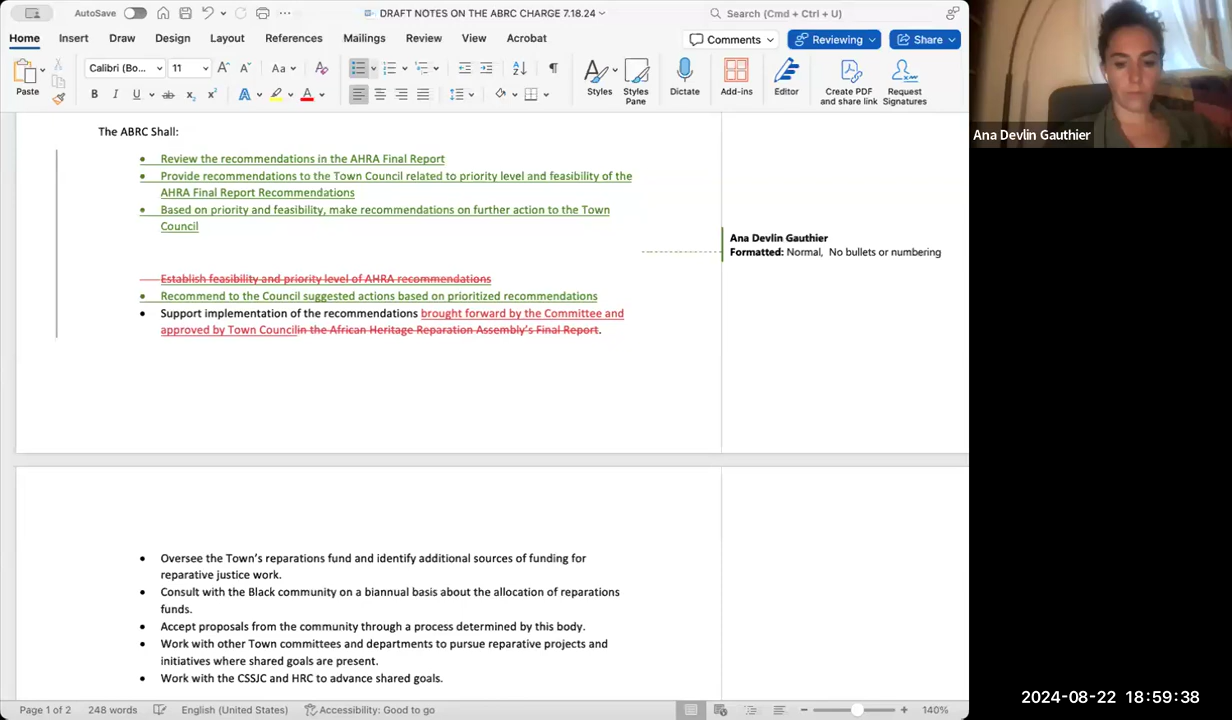 AutoSave
DRAFT NOTES ON THE ABRC CHARGE 7.18.24
Search (Cmd + Ctrl + U)
Home Insert Draw Design Layout References Mailings Review View Acrobat
Comments Reviewing Share
Paste
Calibri (Bo... 11
Aa
B I U ab x₂ x²
Styles
Styles Pane
Dictate
Add-ins
Editor
Create PDF and share link
Request Signatures
Ana Devlin Gauthier
The ABRC Shall:
• Review the recommendations in the AHRA Final Report
• Provide recommendations to the Town Council related to priority level and feasibility of the
AHRA Final Report Recommendations
• Based on priority and feasibility, make recommendations on further action to the Town
Council
Ana Devlin Gauthier
Formatted: Normal, No bullets or numbering
Establish feasibility and priority level of AHRA recommendations
• Recommend to the Council suggested actions based on prioritized recommendations
• Support implementation of the recommendations brought forward by the Committee and
approved by Town Councilin the African Heritage Reparation Assembly's Final Report.
• Oversee the Town's reparations fund and identify additional sources of funding for
reparative justice work.
• Consult with the Black community on a biannual basis about the allocation of reparations
funds.
• Accept proposals from the community through a process determined by this body.
• Work with other Town committees and departments to pursue reparative projects and
initiatives where shared goals are present.
• Work with the CSSJC and HRC to advance shared goals.
Page 1 of 2 248 words English (United States) Accessibility: Good to go 140%
2024-08-22 18:59:38